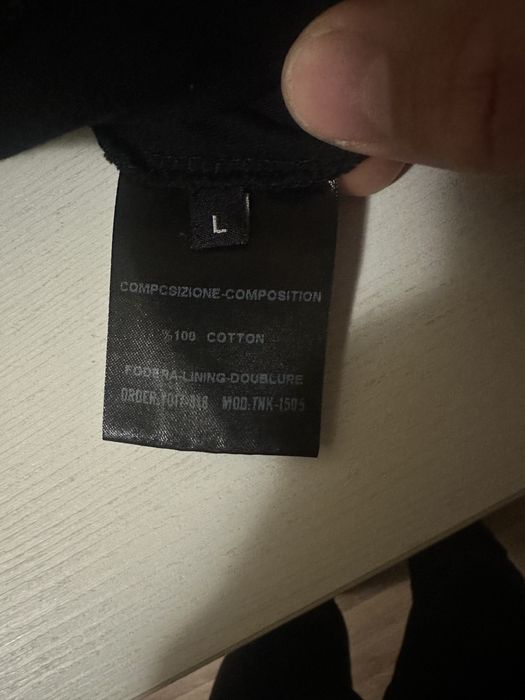 L
COMPOSIZIONE-COMPOSITION
%100 COTTON
FODERA-LINING-DOUBLURE
MOD:TNK-1505